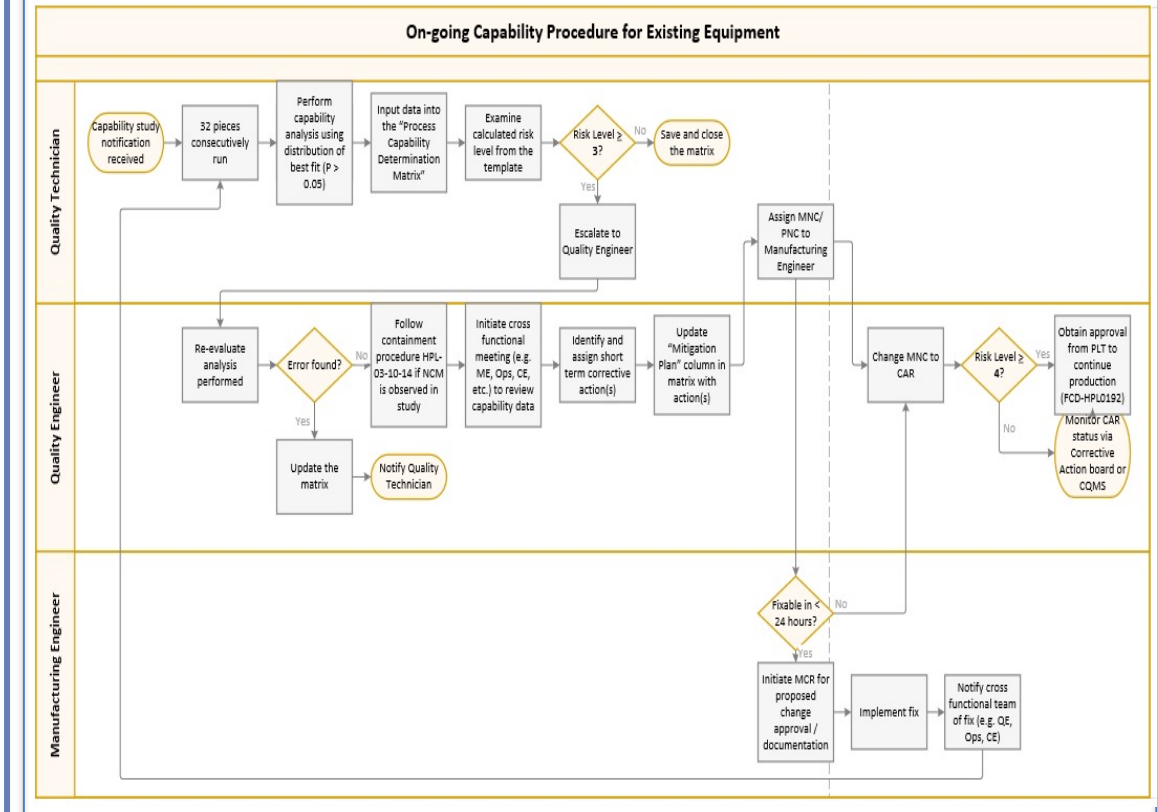 On-going Capability Procedure for Existing Equipment
Quality Technician
Capability study
notification
received
32 pieces
consecutively
run
Perform
capability
analysis using
distribution of
best fit (P >
0.05)
Input data into
the “Process
Capability
Determination
Matrix”
Examine
calculated risk
level from the
template
Risk Level ≥
3?
No
Save and close
the matrix
Yes
Escalate to
Quality Engineer
Assign MNC/
PNC to
Manufacturing
Engineer
Quality Engineer
Re-evaluate
analysis
performed
Error found?
No
Follow
containment
procedure HPL-
03-10-14 if NCM
is observed in
study
Initiate cross
functional
meeting (e.g.
ME, Ops, CE,
etc.) to review
capability data
Identify and
assign short
term corrective
action(s)
Update
“Mitigation
Plan” column in
matrix with
action(s)
Change MNC to
CAR
Risk Level ≥
4?
Yes
Obtain approval
from PLT to
continue
production
(FCD-HPL0192)
No
Monitor CAR
status via
Corrective
Action board or
CQMS
Yes
Update the
matrix
Notify Quality
Technician
Manufacturing Engineer
Fixable in <
24 hours?
No
Yes
Initiate MCR for
proposed
change
approval /
documentation
Implement fix
Notify cross
functional team
of fix (e.g. QE,
Ops, CE)